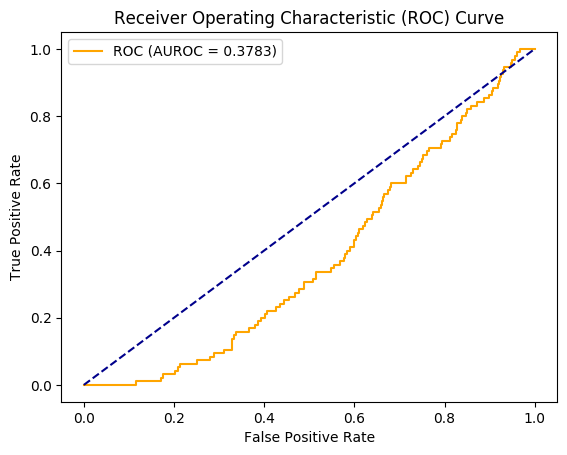 Receiver Operating Characteristic (ROC) Curve
ROC (AUROC = 0.3783)
True Positive Rate
1.0
0.8
0.6
0.4
0.2
0.0
0.0 0.2 0.4 0.6 0.8 1.0
False Positive Rate